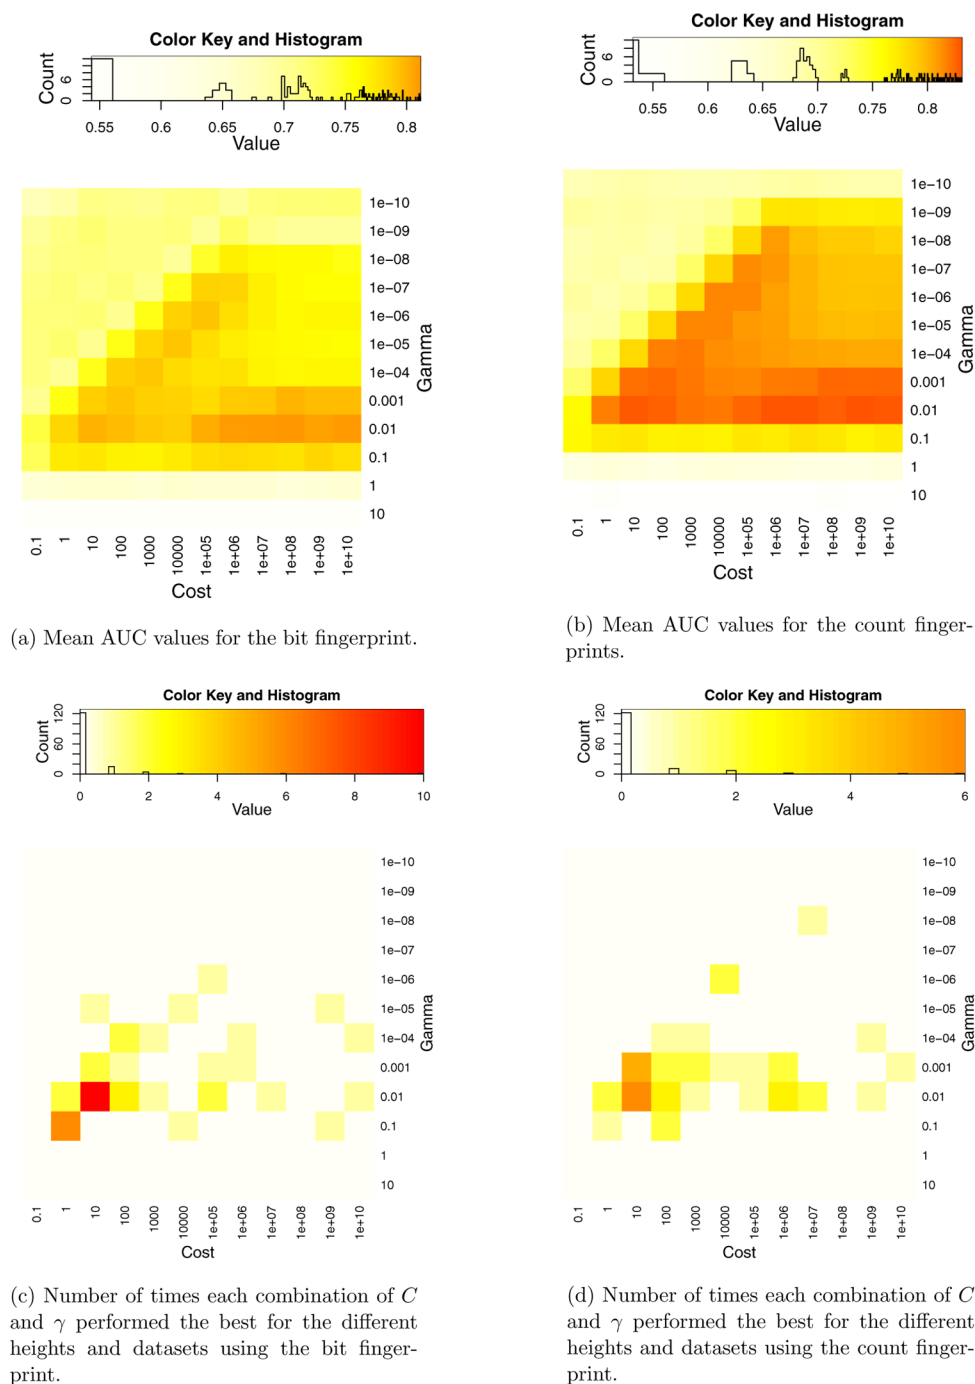 Color Key and Histogram
Count
0 6
0.55 0.6 0.65 0.7 0.75 0.8
Value
1e−10
1e−09
1e−08
1e−07
1e−06
1e−05
1e−04
0.001
0.01
0.1
1
10
Gamma
0.1 1 10 100 1000 10000 1e+05 1e+06 1e+07 1e+08 1e+09 1e+10
Cost
(a) Mean AUC values for the bit fingerprint.
Color Key and Histogram
Count
0 6
0.55 0.6 0.65 0.7 0.75 0.8
Value
1e−10
1e−09
1e−08
1e−07
1e−06
1e−05
1e−04
0.001
0.01
0.1
1
10
Gamma
0.1 1 10 100 1000 10000 1e+05 1e+06 1e+07 1e+08 1e+09 1e+10
Cost
(b) Mean AUC values for the count finger-
prints.
Color Key and Histogram
Count
0 60 120
0 2 4 6 8 10
Value
1e−10
1e−09
1e−08
1e−07
1e−06
1e−05
1e−04
0.001
0.01
0.1
1
10
Gamma
0.1 1 10 100 1000 10000 1e+05 1e+06 1e+07 1e+08 1e+09 1e+10
Cost
(c) Number of times each combination of C
and γ performed the best for the different
heights and datasets using the bit finger-
print.
Color Key and Histogram
Count
0 60 120
0 2 4 6
Value
1e−10
1e−09
1e−08
1e−07
1e−06
1e−05
1e−04
0.001
0.01
0.1
1
10
Gamma
0.1 1 10 100 1000 10000 1e+05 1e+06 1e+07 1e+08 1e+09 1e+10
Cost
(d) Number of times each combination of C
and γ performed the best for the different
heights and datasets using the count finger-
print.